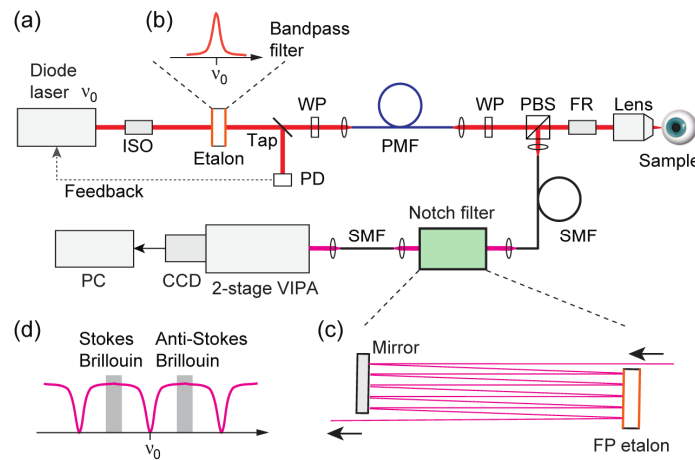 (a)
(b)
Bandpass
filter
Diode
laser
ν0
ν0
ISO
Etalon
Tap
WP
PMF
WP
PBS
FR
Lens
Sample
PD
Feedback
Notch filter
SMF
SMF
PC
CCD
2-stage VIPA
(d)
Stokes
Brillouin
Anti-Stokes
Brillouin
ν0
(c)
Mirror
FP etalon